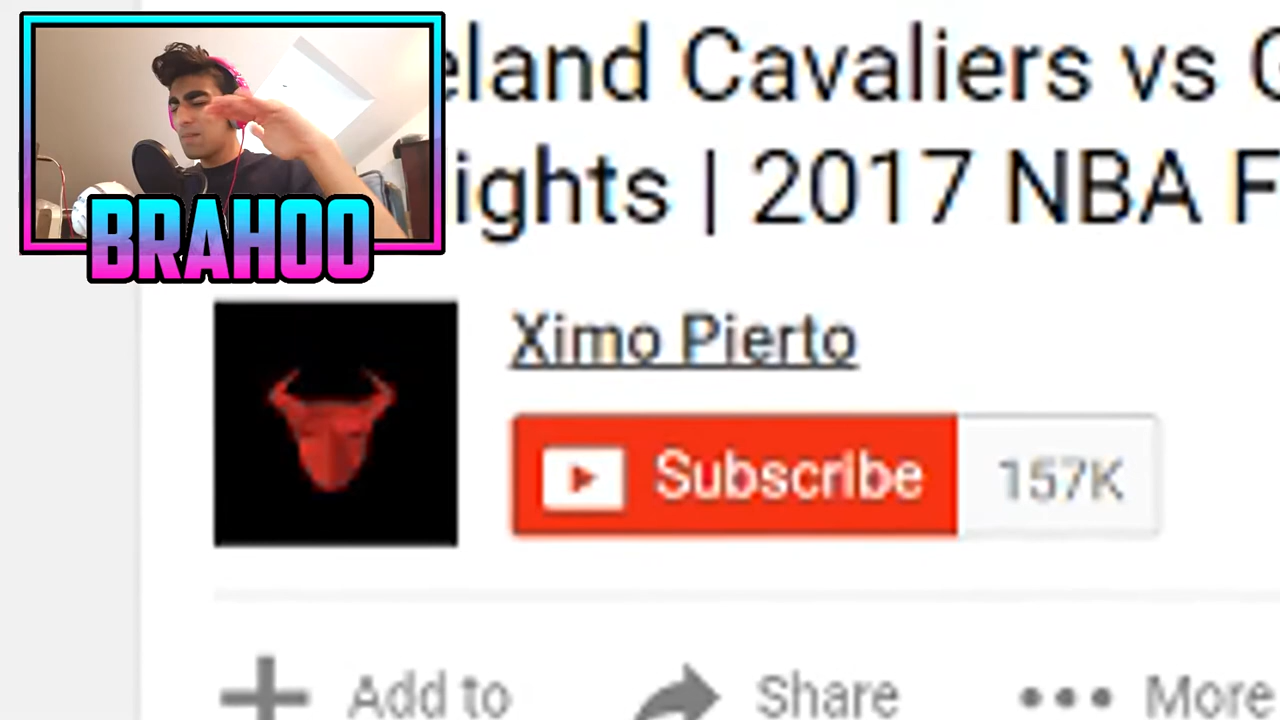 eland Cavaliers vs
ights | 2017 NBA F
BRAHOO
Ximo Pierto
Subscribe 157K
Add to Share More